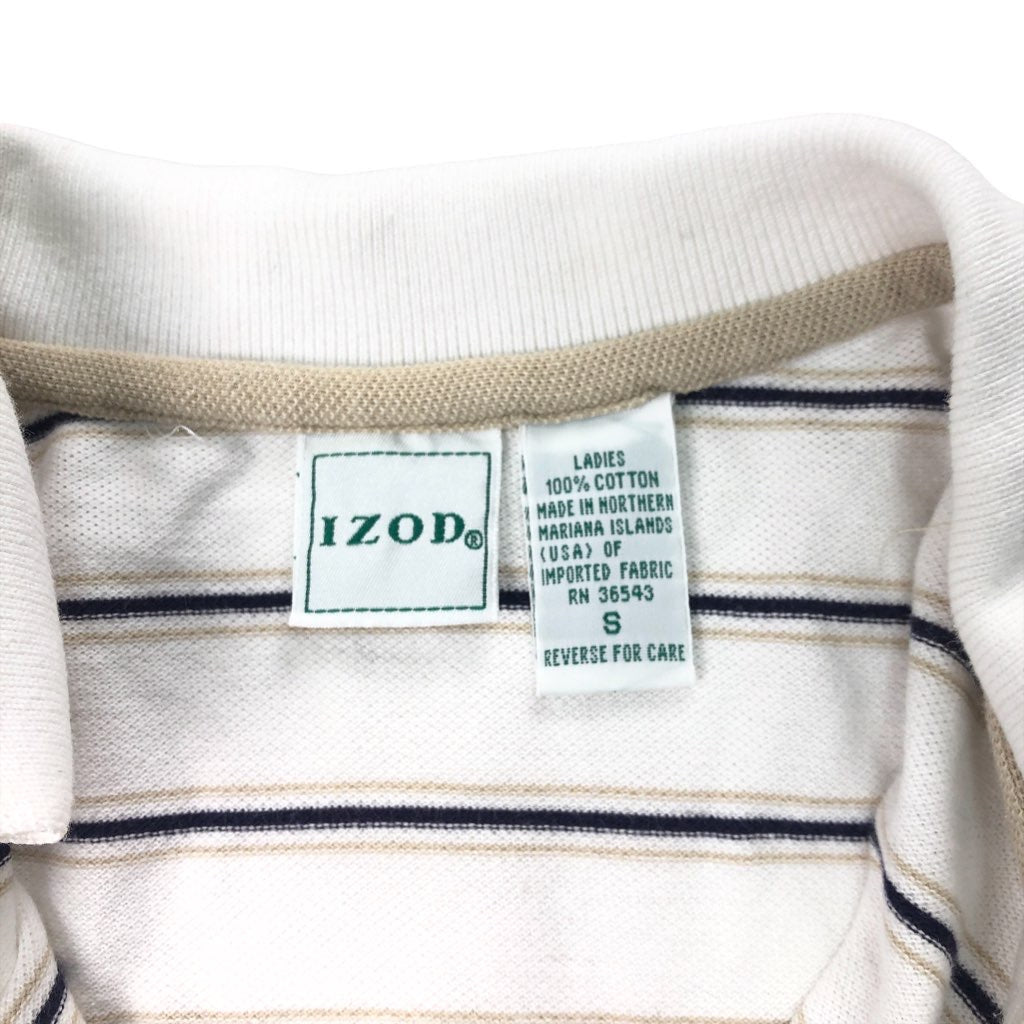 IZOD®
LADIES
100% COTTON
MADE IN NORTHERN
MARIANA ISLANDS
(USA) OF
IMPORTED FABRIC
RN 36543
S
REVERSE FOR CARE